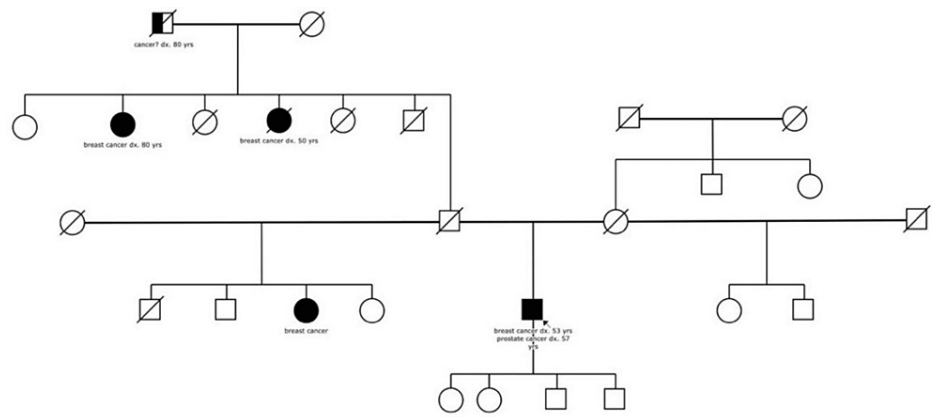 cancer? dx. 80 yrs
breast cancer dx. 80 yrs
breast cancer dx. 50 yrs
breast cancer
breast cancer dx. 53 yrs
prostate cancer dx. 57
yrs